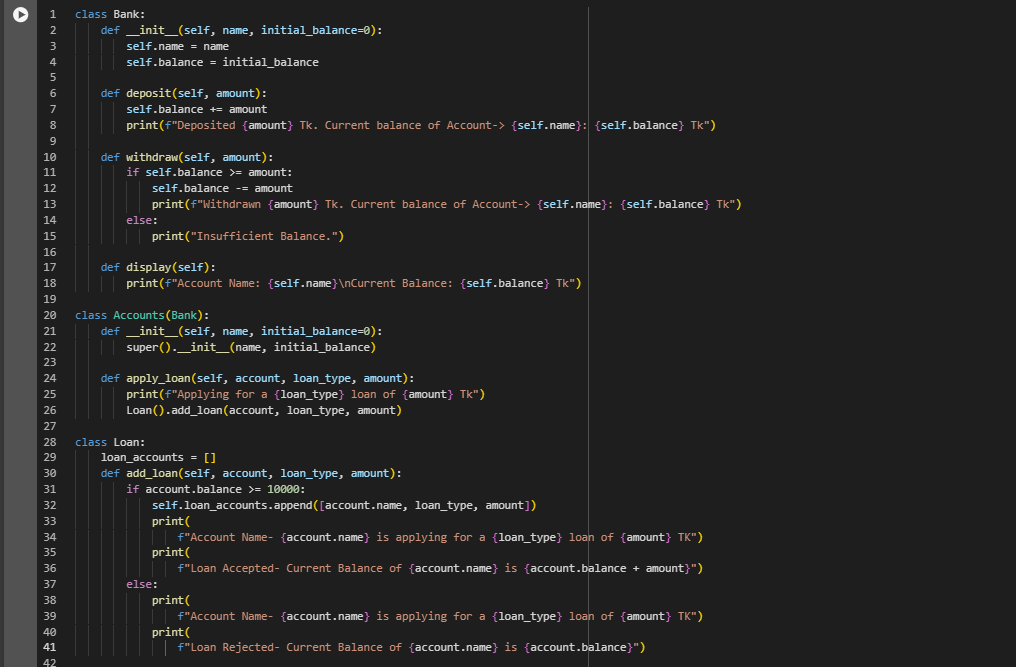 1 class Bank:
2     def __init__(self, name, initial_balance=0):
3         self.name = name
4         self.balance = initial_balance
5
6     def deposit(self, amount):
7         self.balance += amount
8         print(f"Deposited {amount} Tk. Current balance of Account-> {self.name}: {self.balance} Tk")
9
10     def withdraw(self, amount):
11         if self.balance >= amount:
12             self.balance -= amount
13             print(f"Withdrawn {amount} Tk. Current balance of Account-> {self.name}: {self.balance} Tk")
14         else:
15             print("Insufficient Balance.")
16
17     def display(self):
18         print(f"Account Name: {self.name}\nCurrent Balance: {self.balance} Tk")
19
20 class Accounts(Bank):
21     def __init__(self, name, initial_balance=0):
22         super().__init__(name, initial_balance)
23
24     def apply_loan(self, account, loan_type, amount):
25         print(f"Applying for a {loan_type} loan of {amount} Tk")
26         Loan().add_loan(account, loan_type, amount)
27
28 class Loan:
29     loan_accounts = []
30     def add_loan(self, account, loan_type, amount):
31         if account.balance >= 10000:
32             self.loan_accounts.append([account.name, loan_type, amount])
33             print(
34                 f"Account Name- {account.name} is applying for a {loan_type} loan of {amount} TK")
35             print(
36                 f"Loan Accepted- Current Balance of {account.name} is {account.balance + amount}")
37         else:
38             print(
39                 f"Account Name- {account.name} is applying for a {loan_type} loan of {amount} TK")
40             print(
41                 f"Loan Rejected- Current Balance of {account.name} is {account.balance}")
42